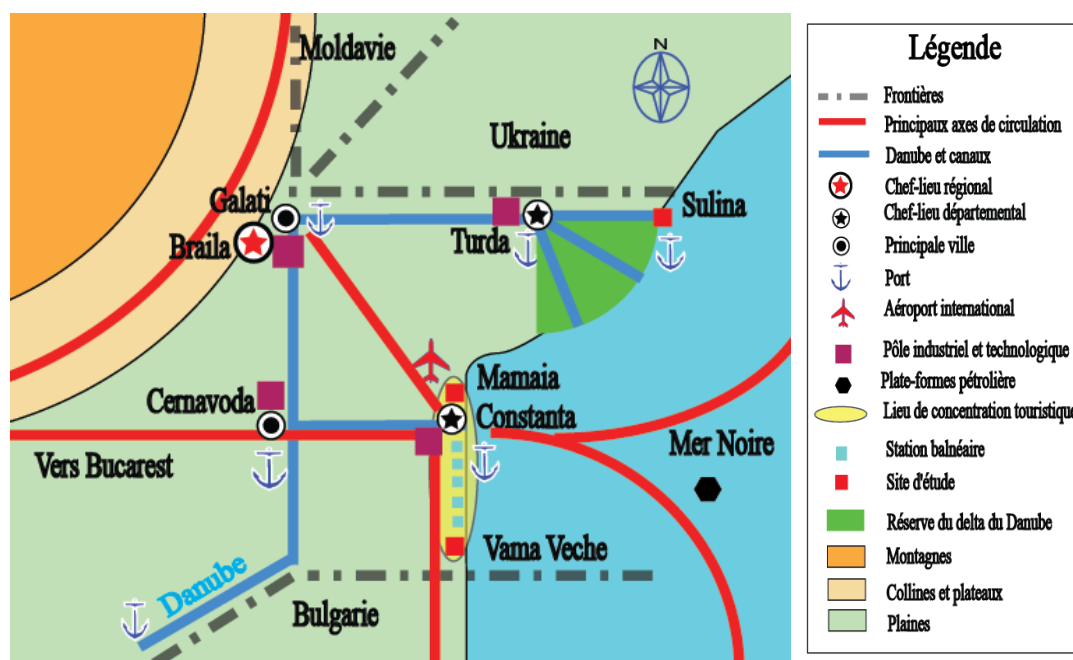 Moldavie
N
Ukraine
Galati
Sulina
Braila
Turda
Mamaia
Cernavoda
Constanta
Mer Noire
Vers Bucarest
Vama Veche
Danube
Bulgarie
Légende
Frontières
Principaux axes de circulation
Danube et canaux
Chef-lieu régional
Chef-lieu départemental
Principale ville
Port
Aéroport international
Pôle industriel et technologique
Plate-formes pétrolière
Lieu de concentration touristique
Station balnéaire
Site d'étude
Réserve du delta du Danube
Montagnes
Collines et plateaux
Plaines